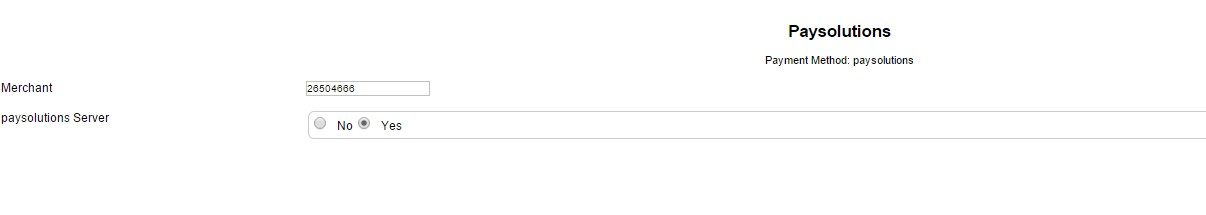 Paysolutions
Payment Method: paysolutions
Merchant 26504666
paysolutions Server No Yes